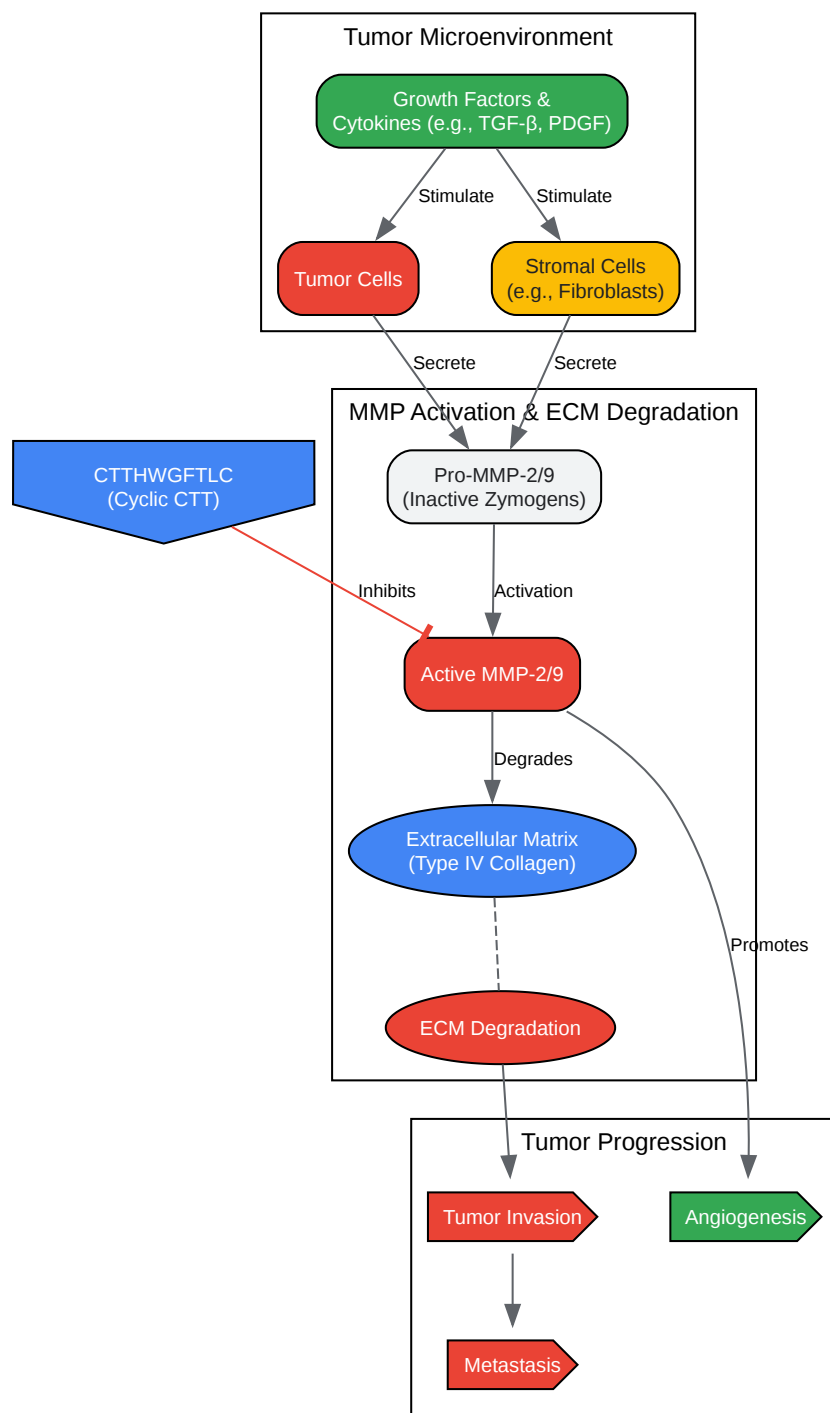 Tumor Microenvironment
Growth Factors &
Cytokines (e.g., TGF-β, PDGF)
Stimulate
Stimulate
Tumor Cells
Stromal Cells
(e.g., Fibroblasts)
Secrete
Secrete
MMP Activation & ECM Degradation
CTTHWGFTLC
(Cyclic CTT)
Pro-MMP-2/9
(Inactive Zymogens)
Inhibits
Activation
Active MMP-2/9
Degrades
Extracellular Matrix
(Type IV Collagen)
Promotes
ECM Degradation
Tumor Progression
Tumor Invasion
Angiogenesis
Metastasis